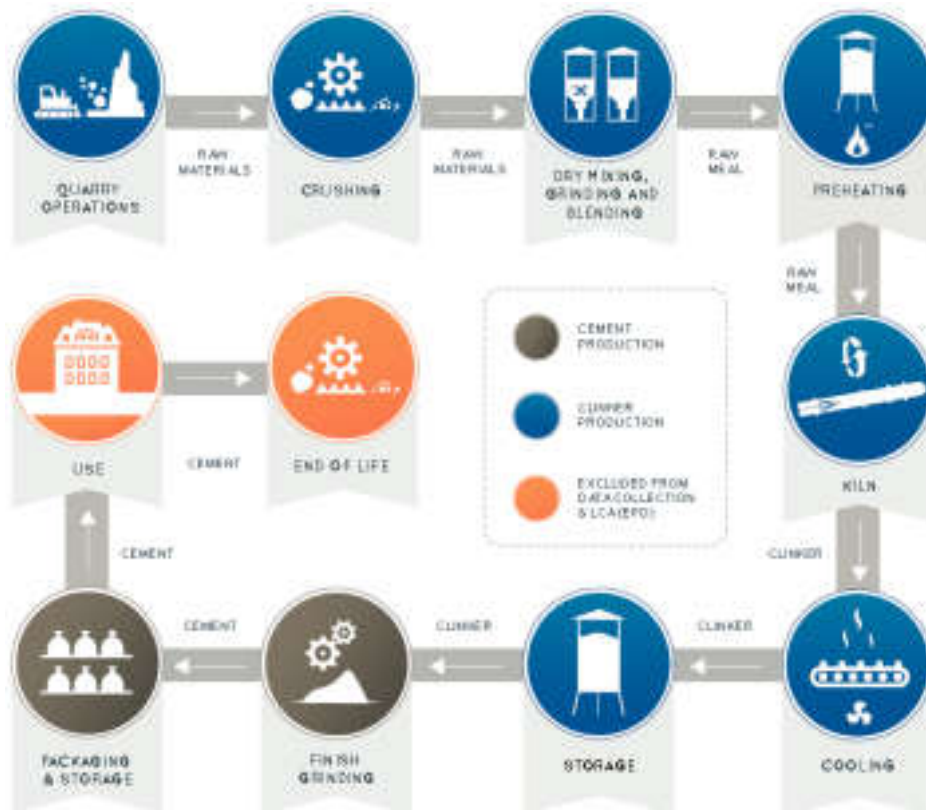 RAW
MATERIALS
RAW
MATERIALS
RAW
MEAL
QUARRY
OPERATIONS
CRUSHING
DRY MIXING,
GRINDING AND
BLENDING
PREHEATING
RAW
MEAL
CEMENT
PRODUCTION
CLINKER
PRODUCTION
EXCLUDED FROM
DATA COLLECTION
& LCA (EPD)
USE
CEMENT
END OF LIFE
KILN
CEMENT
CLINKER
CEMENT
CLINKER
CLINKER
PACKAGING
& STORAGE
FINISH
GRINDING
STORAGE
COOLING